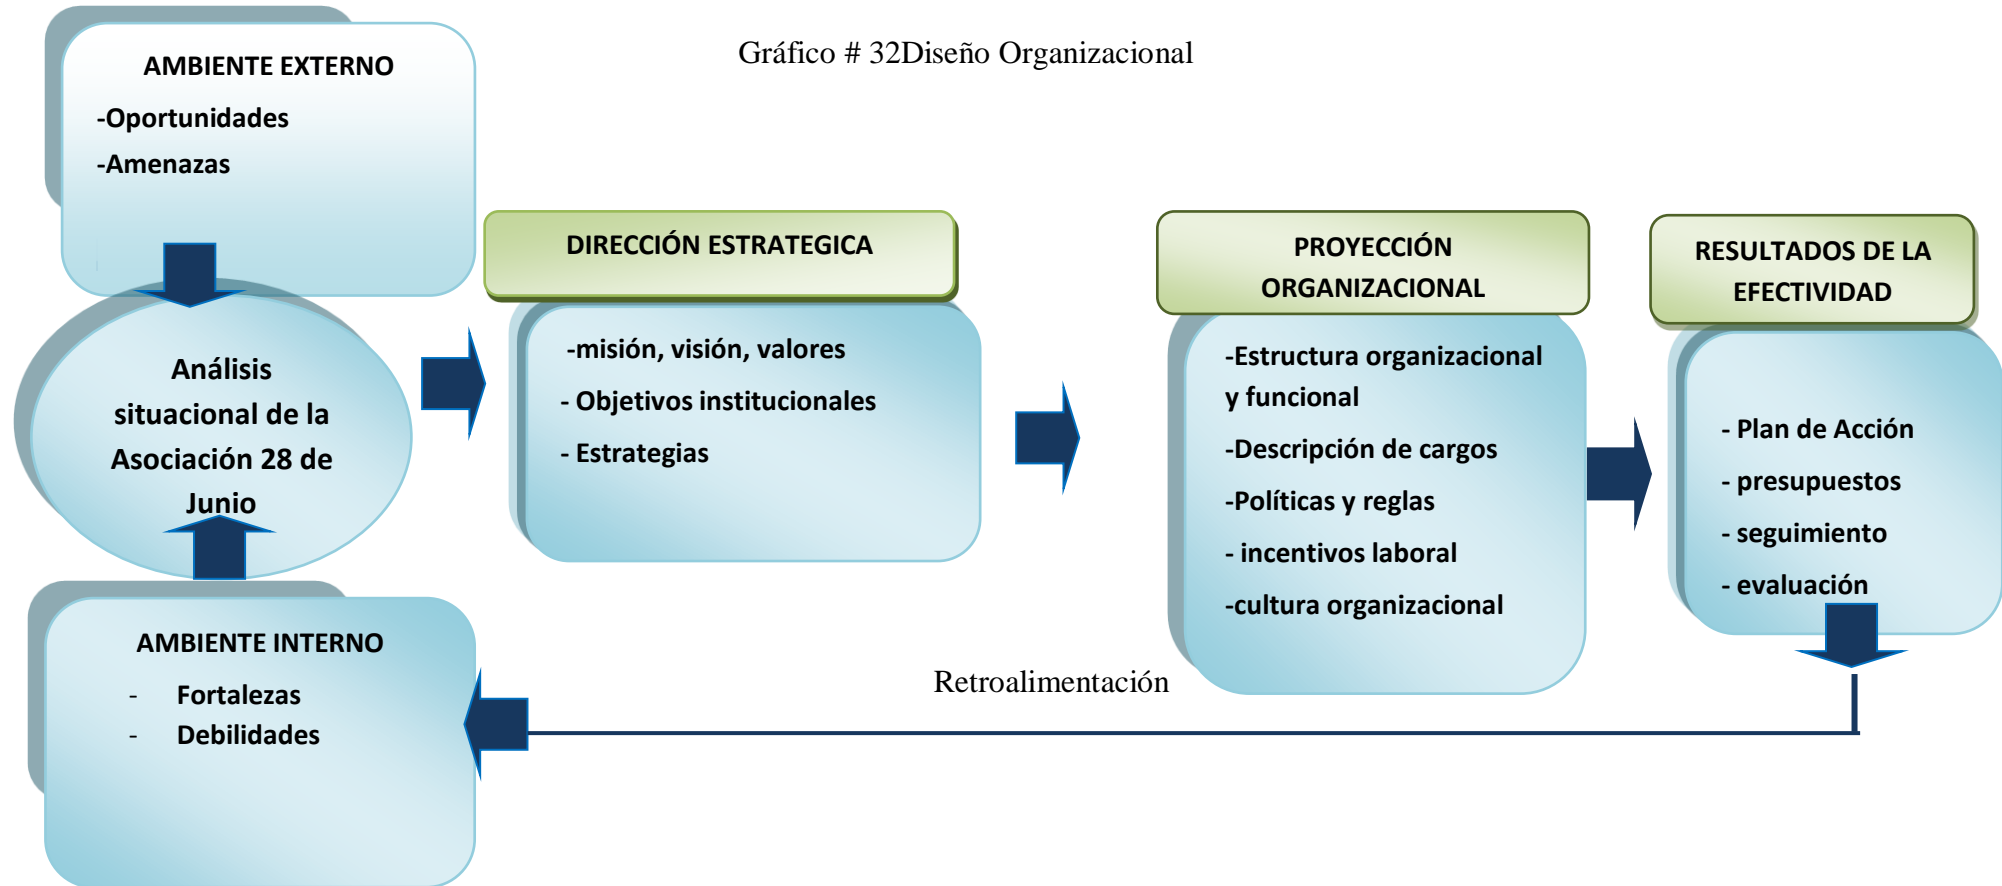 Gráfico # 32Diseño Organizacional
AMBIENTE EXTERNO
-Oportunidades
-Amenazas
Análisis
situacional de la
Asociación 28 de
Junio
AMBIENTE INTERNO
- Fortalezas
- Debilidades
DIRECCIÓN ESTRATEGICA
-misión, visión, valores
- Objetivos institucionales
- Estrategias
PROYECCIÓN
ORGANIZACIONAL
-Estructura organizacional
y funcional
-Descripción de cargos
-Políticas y reglas
- incentivos laboral
-cultura organizacional
RESULTADOS DE LA
EFECTIVIDAD
- Plan de Acción
- presupuestos
- seguimiento
- evaluación
Retroalimentación